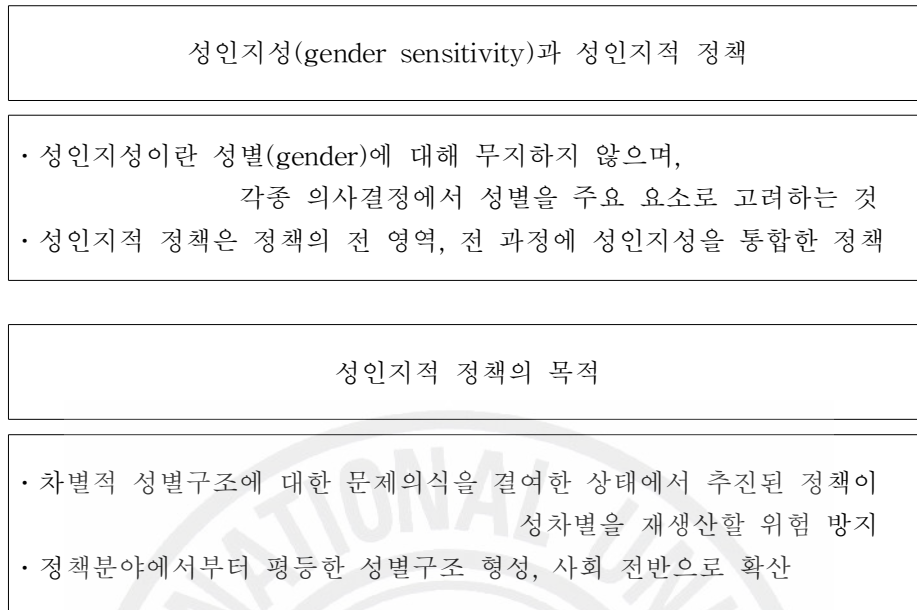 성인지성(gender sensitivity)과 성인지적 정책
· 성인지성이란 성별(gender)에 대해 무지하지 않으며,
각종 의사결정에서 성별을 주요 요소로 고려하는 것
· 성인지적 정책은 정책의 전 영역, 전 과정에 성인지성을 통합한 정책
성인지적 정책의 목적
· 차별적 성별구조에 대한 문제의식을 결여한 상태에서 추진된 정책이
성차별을 재생산할 위험 방지
· 정책분야에서부터 평등한 성별구조 형성, 사회 전반으로 확산